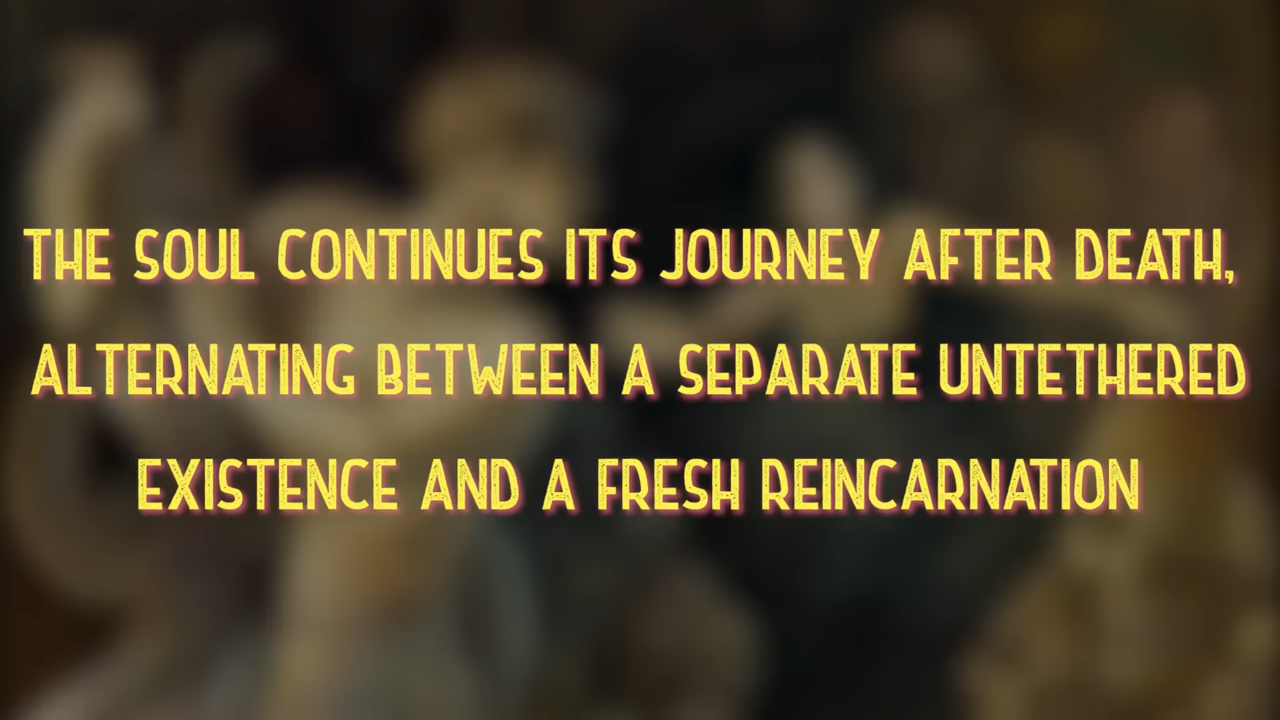 THE SOUL CONTINUES ITS JOURNEY AFTER DEATH,
ALTERNATING BETWEEN A SEPARATE UNTETHERED
EXISTENCE AND A FRESH REINCARNATION